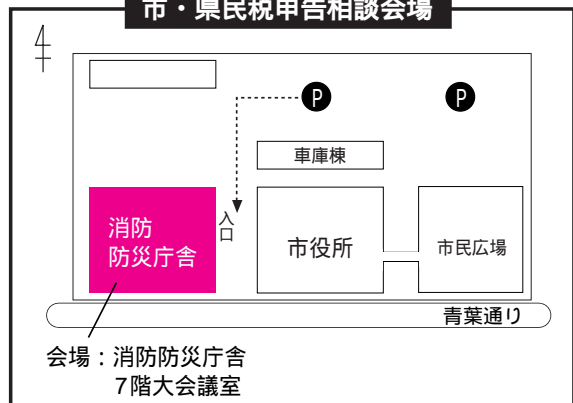 市・県民税申告相談会場
P
P
車庫棟
消防
防災庁舎
入口
市役所
市民広場
青葉通り
会場：消防防災庁舎
7階大会議室